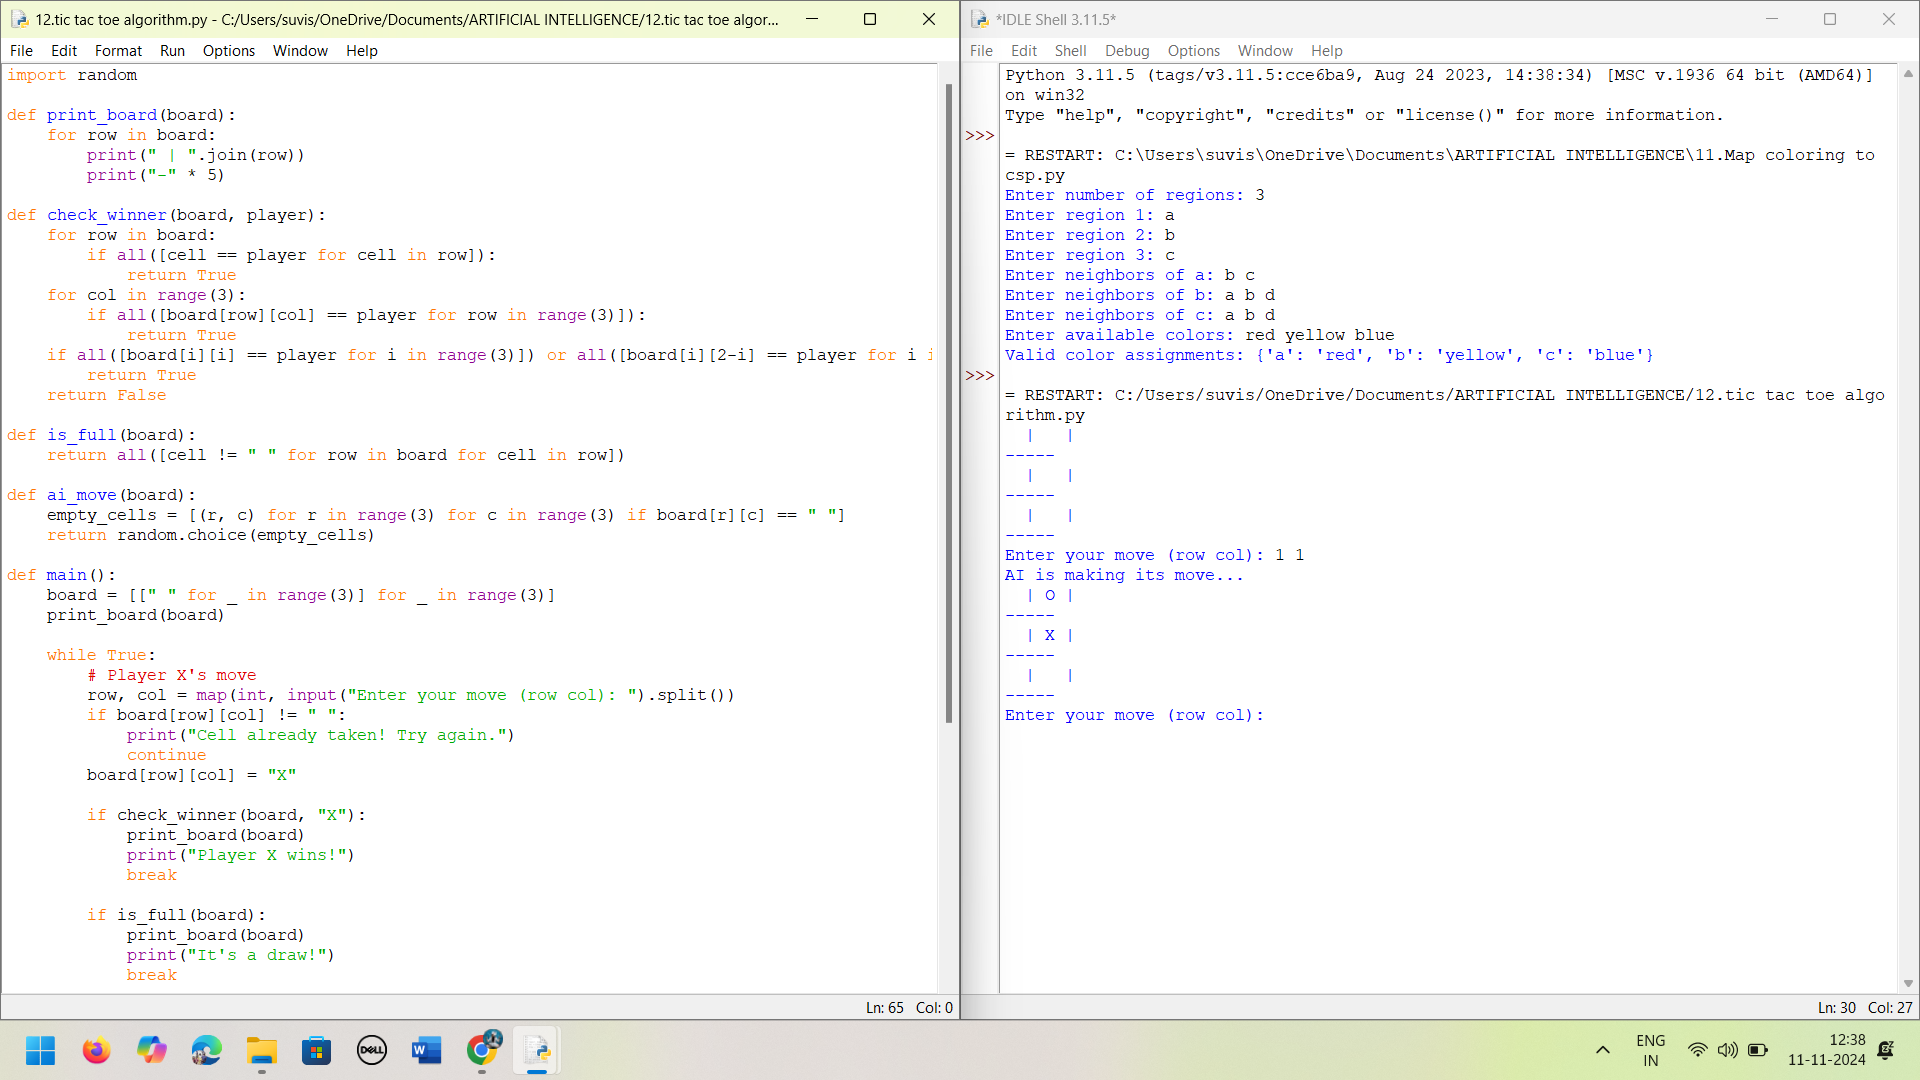 12.tic tac toe algorithm.py - C:/Users/suvis/OneDrive/Documents/ARTIFICIAL INTELLIGENCE/12.tic tac toe algor...
File Edit Format Run Options Window Help
import random

def print_board(board):
    for row in board:
        print(" | ".join(row))
        print("-" * 5)

def check_winner(board, player):
    for row in board:
        if all([cell == player for cell in row]):
            return True
    for col in range(3):
        if all([board[row][col] == player for row in range(3)]):
            return True
    if all([board[i][i] == player for i in range(3)]) or all([board[i][2-i] == player for i i
        return True
    return False

def is_full(board):
    return all([cell != " " for row in board for cell in row])

def ai_move(board):
    empty_cells = [(r, c) for r in range(3) for c in range(3) if board[r][c] == " "]
    return random.choice(empty_cells)

def main():
    board = [[" " for _ in range(3)] for _ in range(3)]
    print_board(board)

    while True:
        # Player X's move
        row, col = map(int, input("Enter your move (row col): ").split())
        if board[row][col] != " ":
            print("Cell already taken! Try again.")
            continue
        board[row][col] = "X"

        if check_winner(board, "X"):
            print_board(board)
            print("Player X wins!")
            break

        if is_full(board):
            print_board(board)
            print("It's a draw!")
            break
Ln: 65 Col: 0
*IDLE Shell 3.11.5*
File Edit Shell Debug Options Window Help
Python 3.11.5 (tags/v3.11.5:cce6ba9, Aug 24 2023, 14:38:34) [MSC v.1936 64 bit (AMD64)]
on win32
Type "help", "copyright", "credits" or "license()" for more information.
>>>
= RESTART: C:\Users\suvis\OneDrive\Documents\ARTIFICIAL INTELLIGENCE\11.Map coloring to
csp.py
Enter number of regions: 3
Enter region 1: a
Enter region 2: b
Enter region 3: c
Enter neighbors of a: b c
Enter neighbors of b: a b d
Enter neighbors of c: a b d
Enter available colors: red yellow blue
Valid color assignments: {'a': 'red', 'b': 'yellow', 'c': 'blue'}
>>>
= RESTART: C:/Users/suvis/OneDrive/Documents/ARTIFICIAL INTELLIGENCE/12.tic tac toe algo
rithm.py
  |   |
-----
  |   |
-----
  |   |
-----
Enter your move (row col): 1 1
AI is making its move...
  | O |
-----
  | X |
-----
  |   |
-----
Enter your move (row col):
Ln: 30 Col: 27
DELL
W
ENG
IN
12:38
11-11-2024